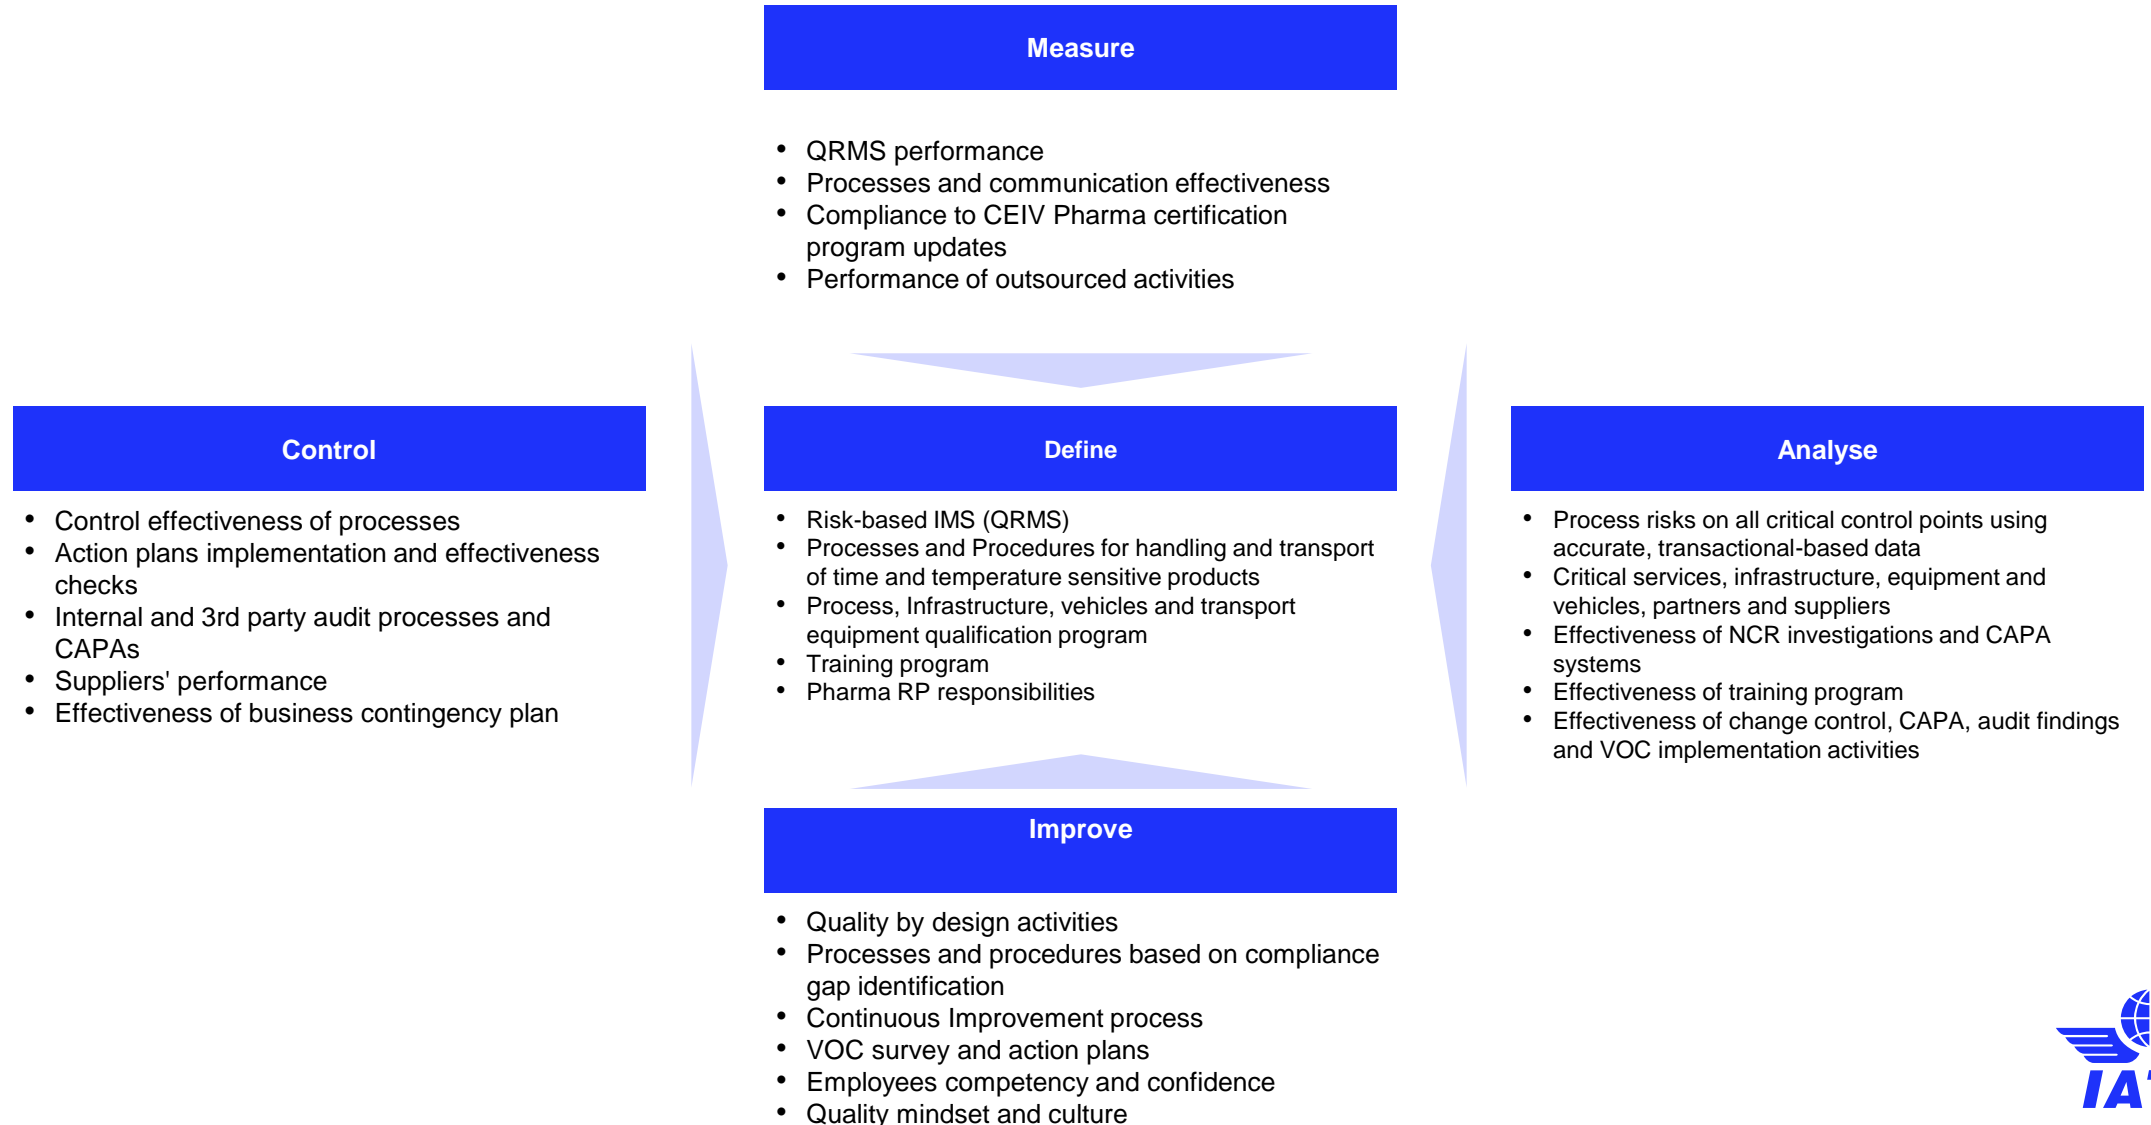 Measure
• QRMS performance
• Processes and communication effectiveness
• Compliance to CEIV Pharma certification
program updates
• Performance of outsourced activities
Control
• Control effectiveness of processes
• Action plans implementation and effectiveness
checks
• Internal and 3rd party audit processes and
CAPAs
• Suppliers' performance
• Effectiveness of business contingency plan
Define
• Risk-based IMS (QRMS)
• Processes and Procedures for handling and transport
of time and temperature sensitive products
• Process, Infrastructure, vehicles and transport
equipment qualification program
• Training program
• Pharma RP responsibilities
Analyse
• Process risks on all critical control points using
accurate, transactional-based data
• Critical services, infrastructure, equipment and
vehicles, partners and suppliers
• Effectiveness of NCR investigations and CAPA
systems
• Effectiveness of training program
• Effectiveness of change control, CAPA, audit findings
and VOC implementation activities
Improve
• Quality by design activities
• Processes and procedures based on compliance
gap identification
• Continuous Improvement process
• VOC survey and action plans
• Employees competency and confidence
• Quality mindset and culture
IA